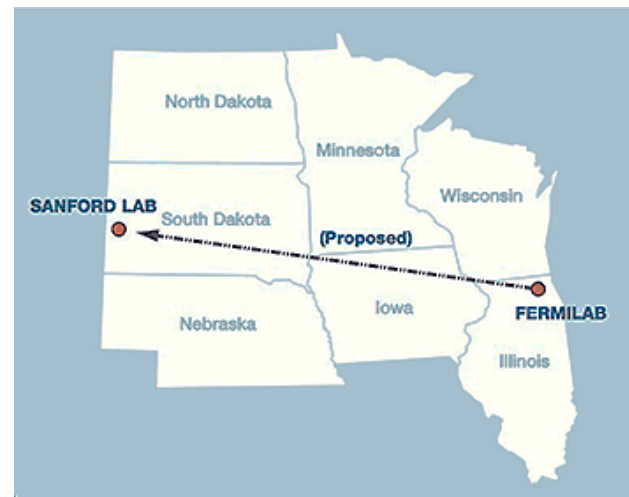 North Dakota
Minnesota
Wisconsin
SANFORD LAB
South Dakota
(Proposed)
Iowa
FERMILAB
Nebraska
Illinois